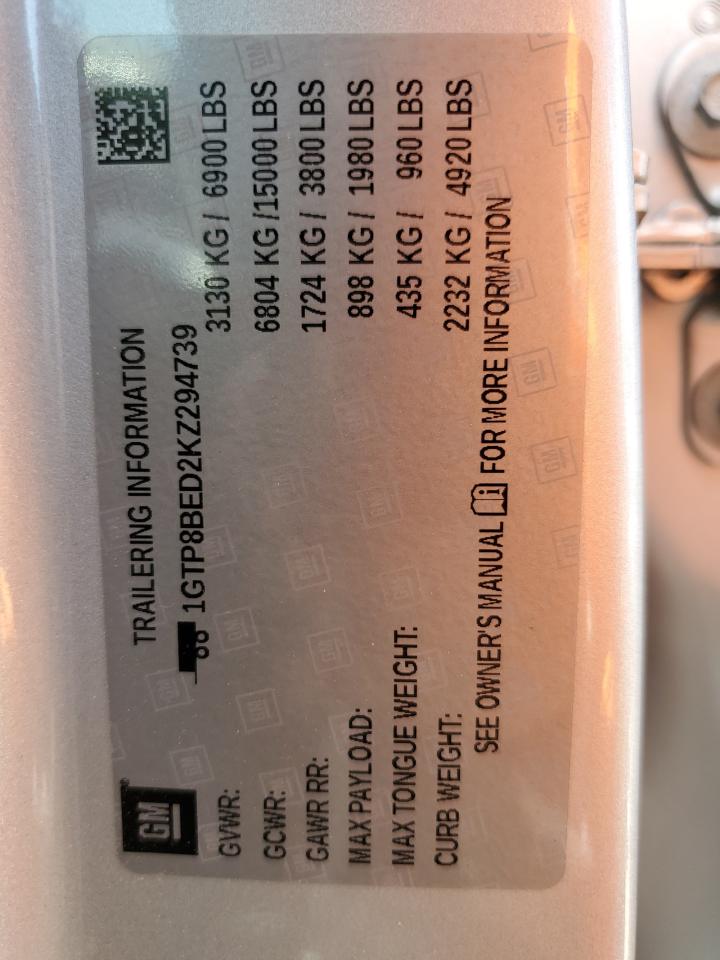 GM
TRAILERING INFORMATION
1GTP8BED2KZ294739
GVWR: 3130 KG / 6900 LBS
GCWR: 6804 KG /15000 LBS
GAWR RR: 1724 KG / 3800 LBS
MAX PAYLOAD: 898 KG / 1980 LBS
MAX TONGUE WEIGHT: 435 KG / 960 LBS
CURB WEIGHT: 2232 KG / 4920 LBS
SEE OWNER'S MANUAL FOR MORE INFORMATION